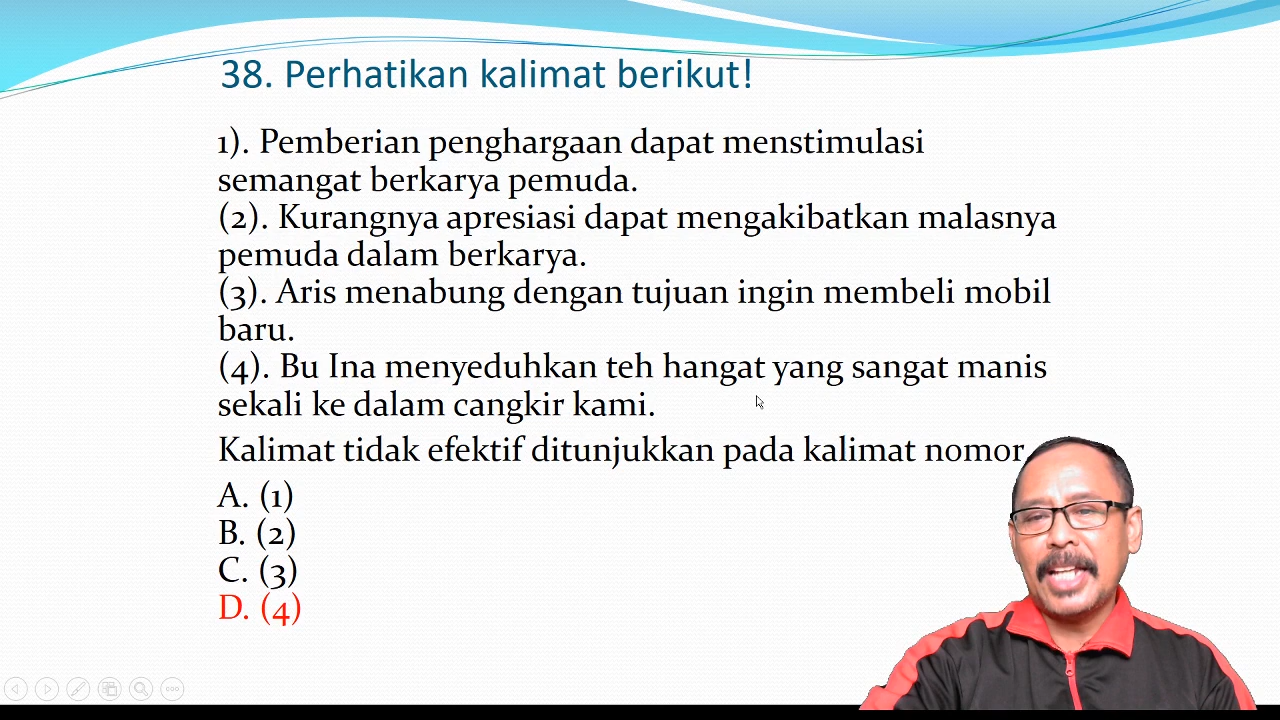 38. Perhatikan kalimat berikut!
1). Pemberian penghargaan dapat menstimulasi
semangat berkarya pemuda.
(2). Kurangnya apresiasi dapat mengakibatkan malasnya
pemuda dalam berkarya.
(3). Aris menabung dengan tujuan ingin membeli mobil
baru.
(4). Bu Ina menyeduhkan teh hangat yang sangat manis
sekali ke dalam cangkir kami.
Kalimat tidak efektif ditunjukkan pada kalimat nomor
A. (1)
B. (2)
C. (3)
D. (4)